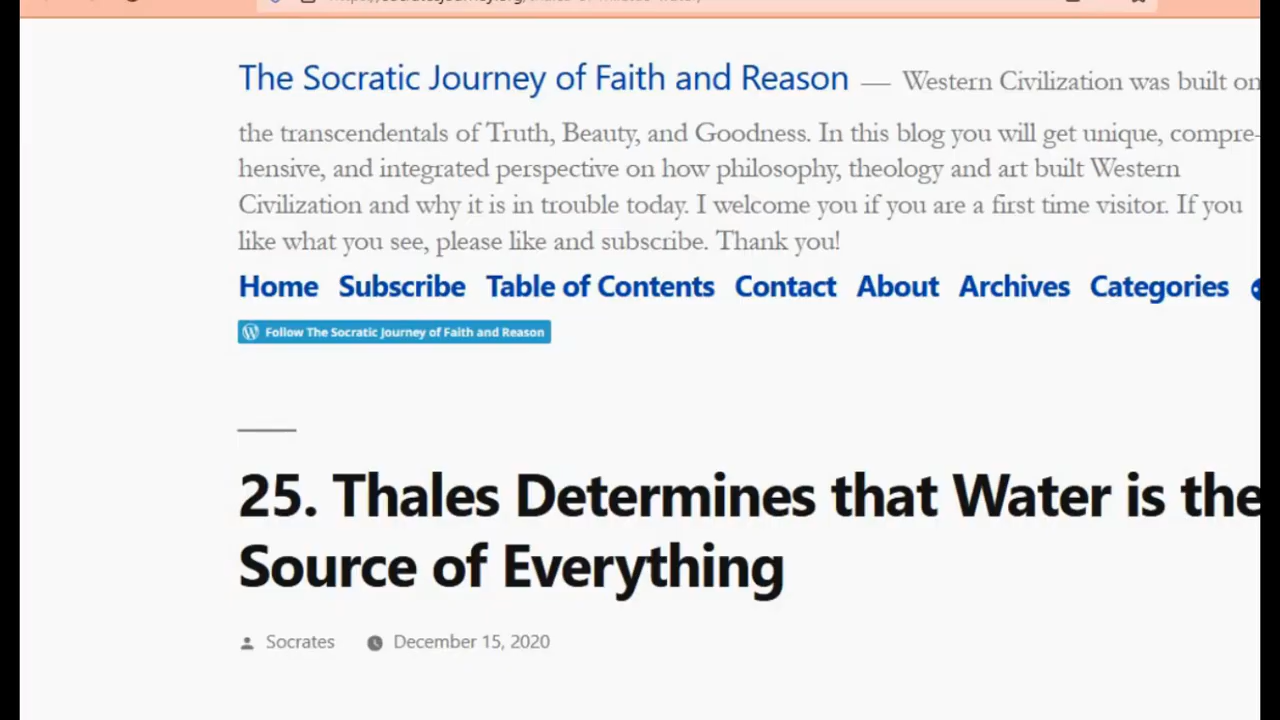 The Socratic Journey of Faith and Reason — Western Civilization was built on
the transcendentals of Truth, Beauty, and Goodness. In this blog you will get unique, compre-
hensive, and integrated perspective on how philosophy, theology and art built Western
Civilization and why it is in trouble today. I welcome you if you are a first time visitor. If you
like what you see, please like and subscribe. Thank you!
Home Subscribe Table of Contents Contact About Archives Categories
Follow The Socratic Journey of Faith and Reason
25. Thales Determines that Water is the
Source of Everything
Socrates December 15, 2020